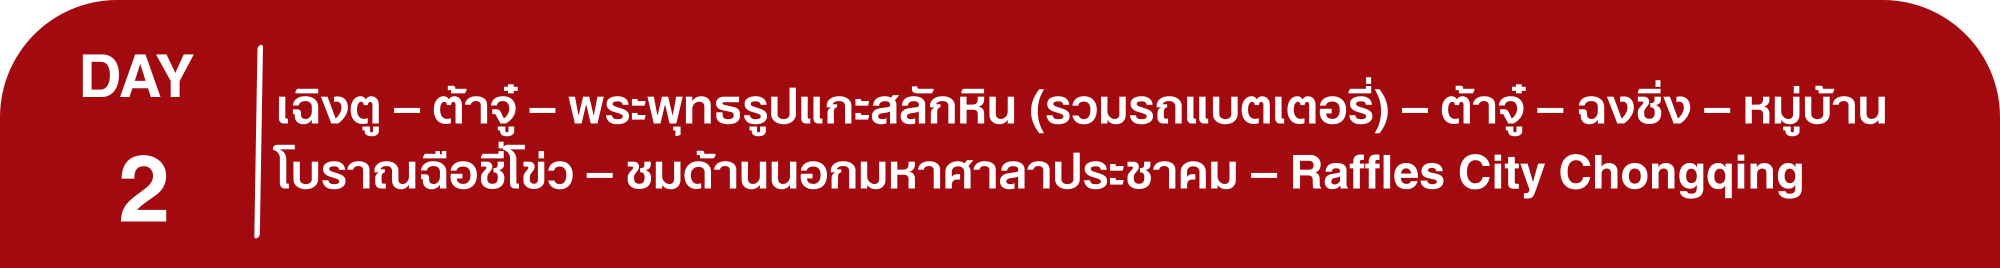 DAY
2
เฉิงตู – ต้าจู๋ – พระพุทธรูปแกะสลักหิน (รวมรถแบตเตอรี่) – ต้าจู๋ – ฉงชิ่ง – หมู่บ้าน
โบราณฉือชี่โข่ว – ชมด้านนอกมหาศาลาประชาคม – Raffles City Chongqing